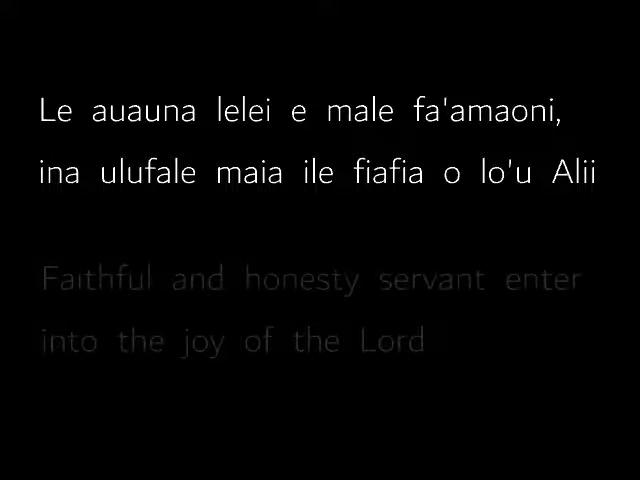 Le auauna lelei e male fa'amaoni,
ina ulufale maia ile fiafia o lo'u Alii
Faithful and honesty servant enter
into the joy of the Lord